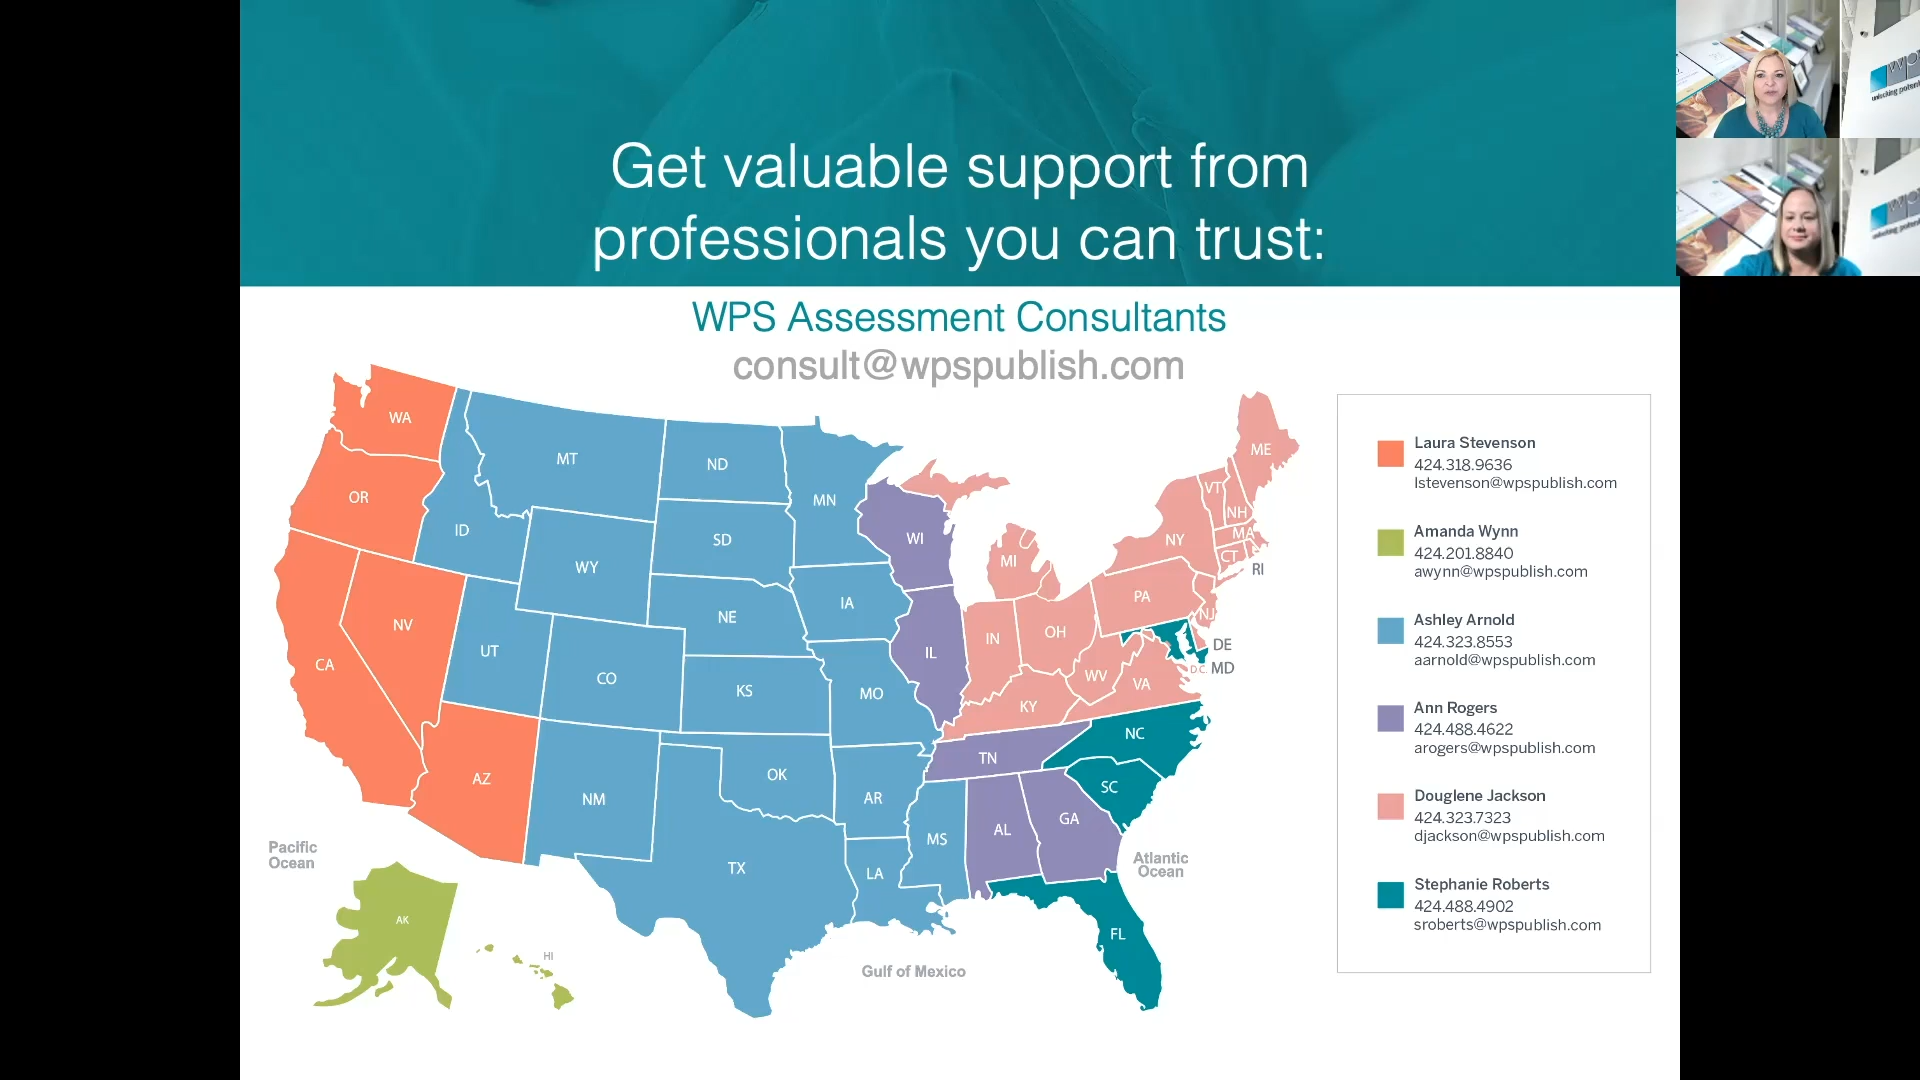 Get valuable support from
professionals you can trust:
WPS Assessment Consultants
consult@wpspublish.com
WA
OR
CA
NV
AZ
ID
MT
WY
UT
CO
NM
ND
SD
NE
KS
OK
TX
MN
IA
MO
AR
LA
MS
WI
IL
TN
AL
GA
MI
IN
OH
KY
WV
VA
PA
NY
VT
NH
ME
MA
CT
RI
NJ
DE
D.C.
MD
NC
SC
FL
AK
HI
Pacific
Ocean
Atlantic
Ocean
Gulf of Mexico
Laura Stevenson
424.318.9636
lstevenson@wpspublish.com
Amanda Wynn
424.201.8840
awynn@wpspublish.com
Ashley Arnold
424.323.8553
aarnold@wpspublish.com
Ann Rogers
424.488.4622
arogers@wpspublish.com
Douglene Jackson
424.323.7323
djackson@wpspublish.com
Stephanie Roberts
424.488.4902
sroberts@wpspublish.com
unlocking